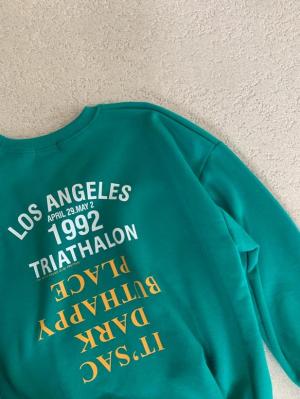 LOS ANGELES
APRIL 29.MAY 2
1992
TRIATHALON
IT'SAC
DARK
BUTHAPPY
PLACE